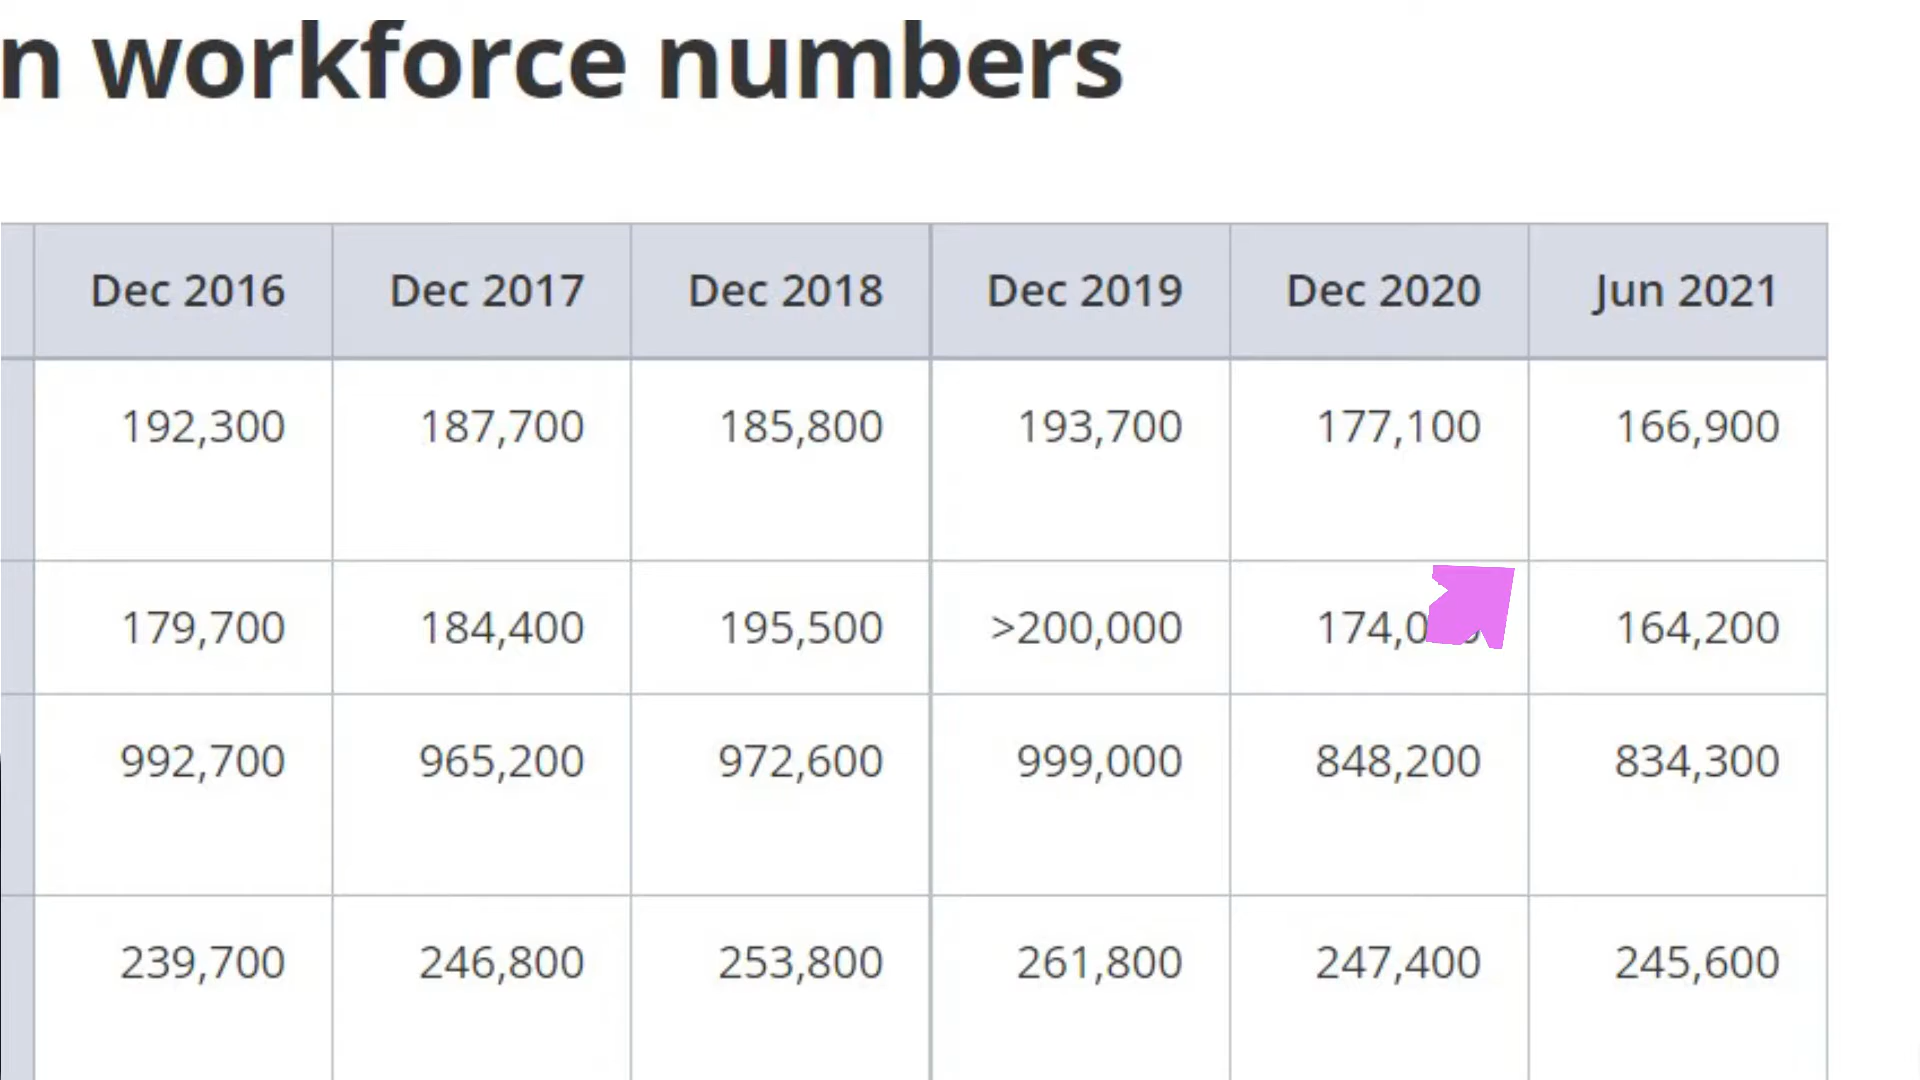 n workforce numbers
Dec 2016 Dec 2017 Dec 2018 Dec 2019 Dec 2020 Jun 2021
192,300 187,700 185,800 193,700 177,100 166,900
179,700 184,400 195,500 >200,000 164,200
992,700 965,200 972,600 999,000 848,200 834,300
239,700 246,800 253,800 261,800 247,400 245,600